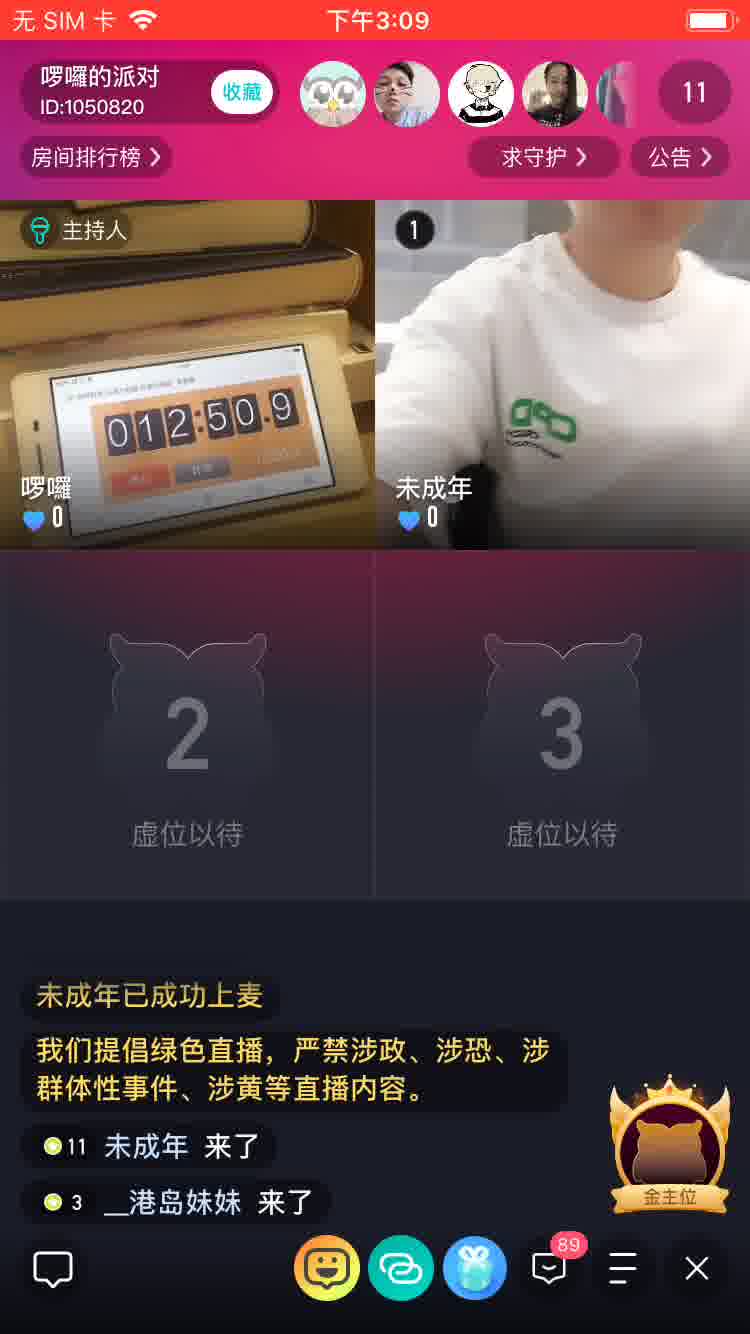 无 SIM 卡
下午3:09
啰囉的派对
ID:1050820
收藏
11
房间排行榜
求守护
公告
主持人
1
012:50.9
啰囉
0
未成年
0
2
3
虚位以待
虚位以待
未成年已成功上麦
我们提倡绿色直播，严禁涉政、涉恐、涉
群体性事件、涉黄等直播内容。
11 未成年 来了
3 __港岛妹妹 来了
金主位
89